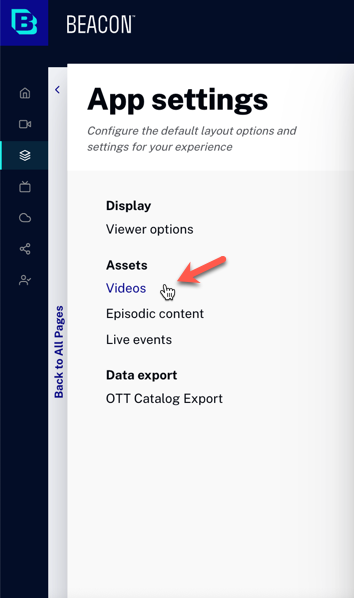 BEACON™
App settings
Configure the default layout options and
settings for your experience
Display
Viewer options
Assets
Videos
Episodic content
Live events
Data export
OTT Catalog Export
Back to All Pages